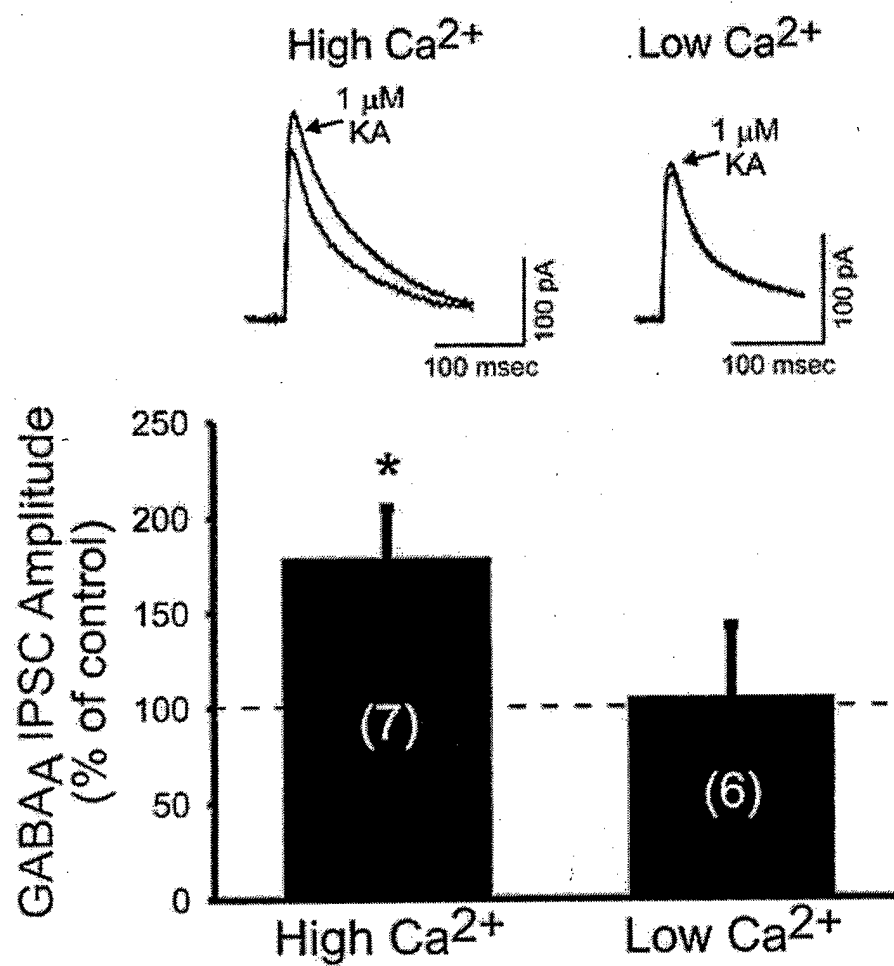 High Ca2+
Low Ca2+
1 μM
KA
1 μM
KA
100 pA
100 msec
100 pA
100 msec
GABAA IPSC Amplitude
(% of control)
250
200
150
100
50
0
*
(7)
(6)
High Ca2+
Low Ca2+